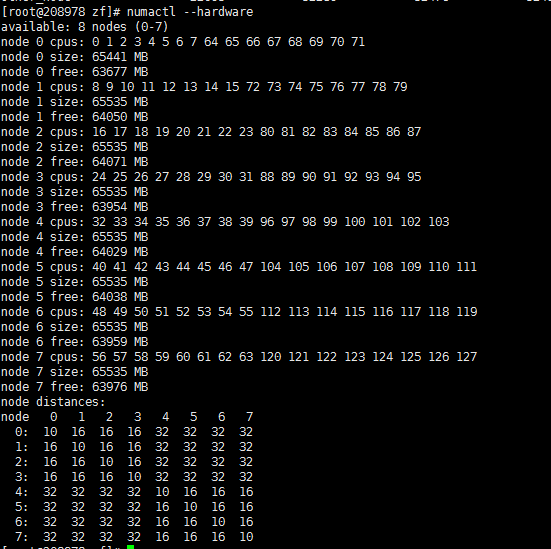 [root@208978 zf]# numactl --hardware
available: 8 nodes (0-7)
node 0 cpus: 0 1 2 3 4 5 6 7 64 65 66 67 68 69 70 71
node 0 size: 65441 MB
node 0 free: 63677 MB
node 1 cpus: 8 9 10 11 12 13 14 15 72 73 74 75 76 77 78 79
node 1 size: 65535 MB
node 1 free: 64050 MB
node 2 cpus: 16 17 18 19 20 21 22 23 80 81 82 83 84 85 86 87
node 2 size: 65535 MB
node 2 free: 64071 MB
node 3 cpus: 24 25 26 27 28 29 30 31 88 89 90 91 92 93 94 95
node 3 size: 65535 MB
node 3 free: 63954 MB
node 4 cpus: 32 33 34 35 36 37 38 39 96 97 98 99 100 101 102 103
node 4 size: 65535 MB
node 4 free: 64029 MB
node 5 cpus: 40 41 42 43 44 45 46 47 104 105 106 107 108 109 110 111
node 5 size: 65535 MB
node 5 free: 64038 MB
node 6 cpus: 48 49 50 51 52 53 54 55 112 113 114 115 116 117 118 119
node 6 size: 65535 MB
node 6 free: 63959 MB
node 7 cpus: 56 57 58 59 60 61 62 63 120 121 122 123 124 125 126 127
node 7 size: 65535 MB
node 7 free: 63976 MB
node distances:
node 0 1 2 3 4 5 6 7
0: 10 16 16 16 32 32 32 32
1: 16 10 16 16 32 32 32 32
2: 16 16 10 16 32 32 32 32
3: 16 16 16 10 32 32 32 32
4: 32 32 32 32 10 16 16 16
5: 32 32 32 32 16 10 16 16
6: 32 32 32 32 16 16 10 16
7: 32 32 32 32 16 16 16 10